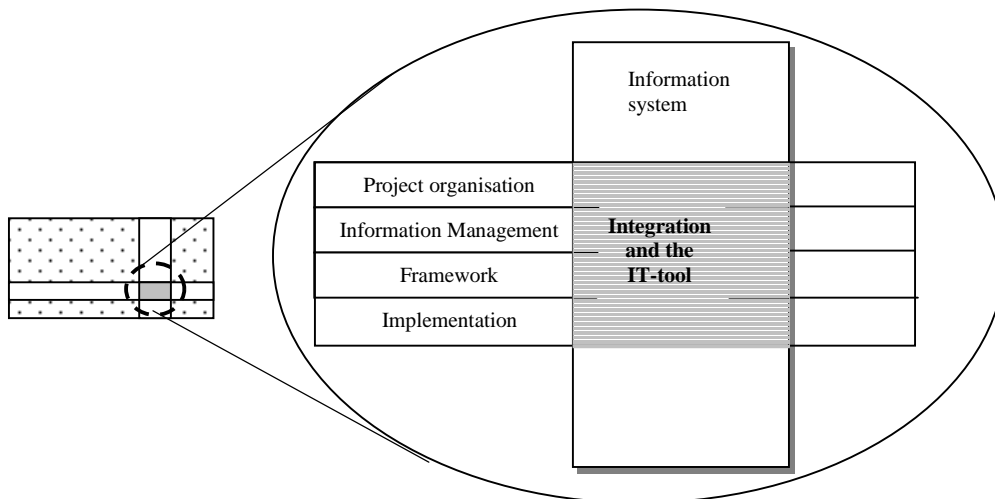 Information
system
Project organisation
Information Management
Framework
Implementation
Integration
and the
IT-tool